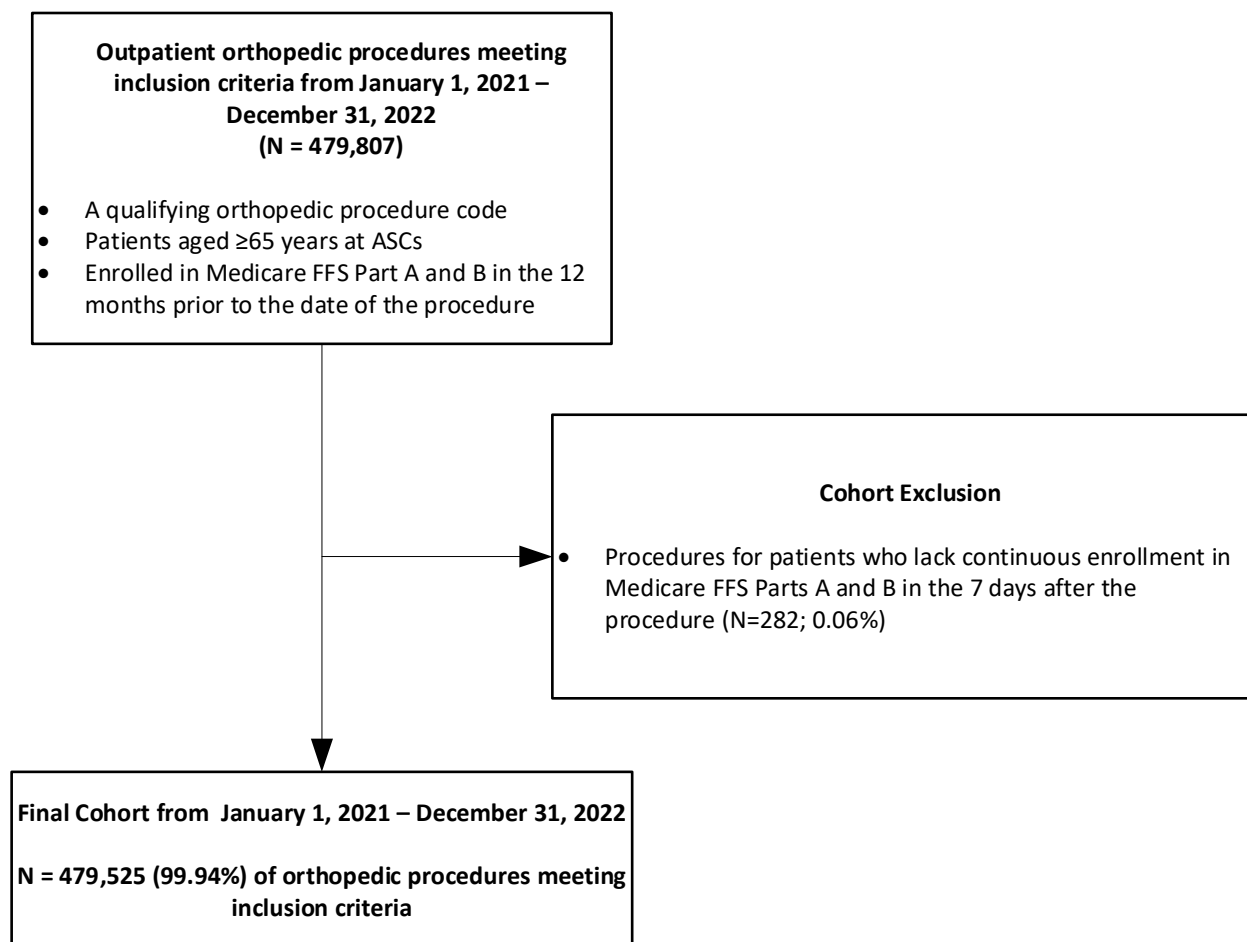 Outpatient orthopedic procedures meeting
inclusion criteria from January 1, 2021 –
December 31, 2022
(N = 479,807)
• A qualifying orthopedic procedure code
• Patients aged ≥65 years at ASCs
• Enrolled in Medicare FFS Part A and B in the 12
months prior to the date of the procedure
Cohort Exclusion
• Procedures for patients who lack continuous enrollment in
Medicare FFS Parts A and B in the 7 days after the
procedure (N=282; 0.06%)
Final Cohort from January 1, 2021 – December 31, 2022
N = 479,525 (99.94%) of orthopedic procedures meeting
inclusion criteria